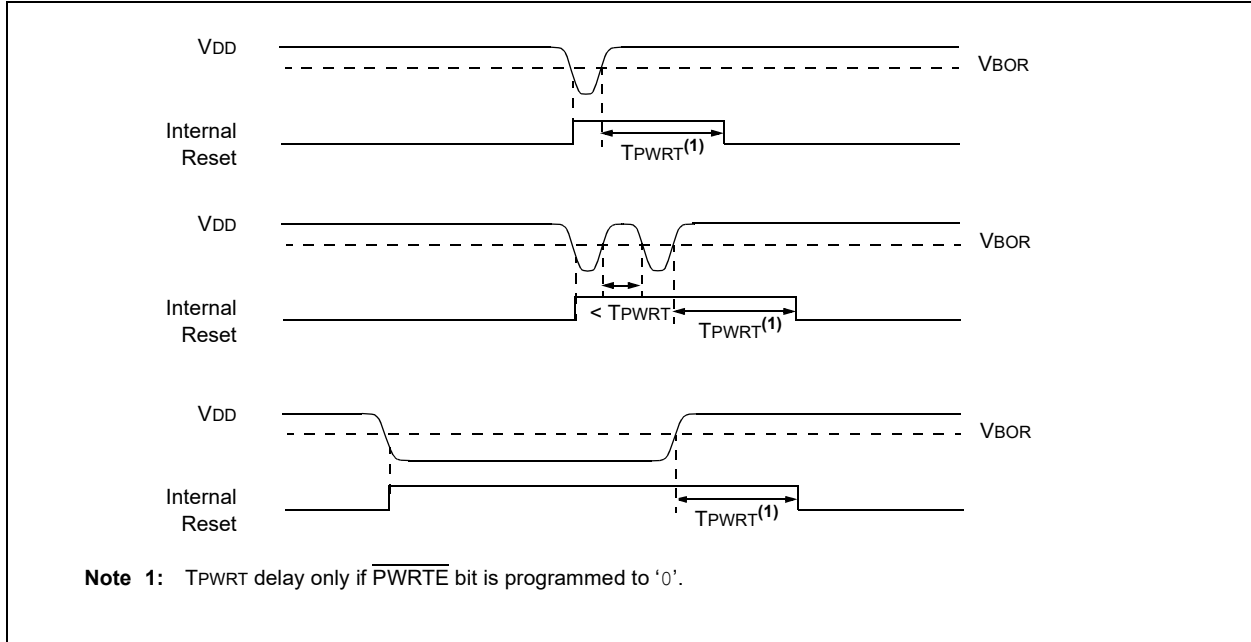 VDD
VBOR
Internal
Reset
TPWRT(1)
VDD
VBOR
Internal
Reset
< TPWRT
TPWRT(1)
VDD
VBOR
Internal
Reset
TPWRT(1)
Note 1: TPWRT delay only if PWRTE bit is programmed to ‘0’.